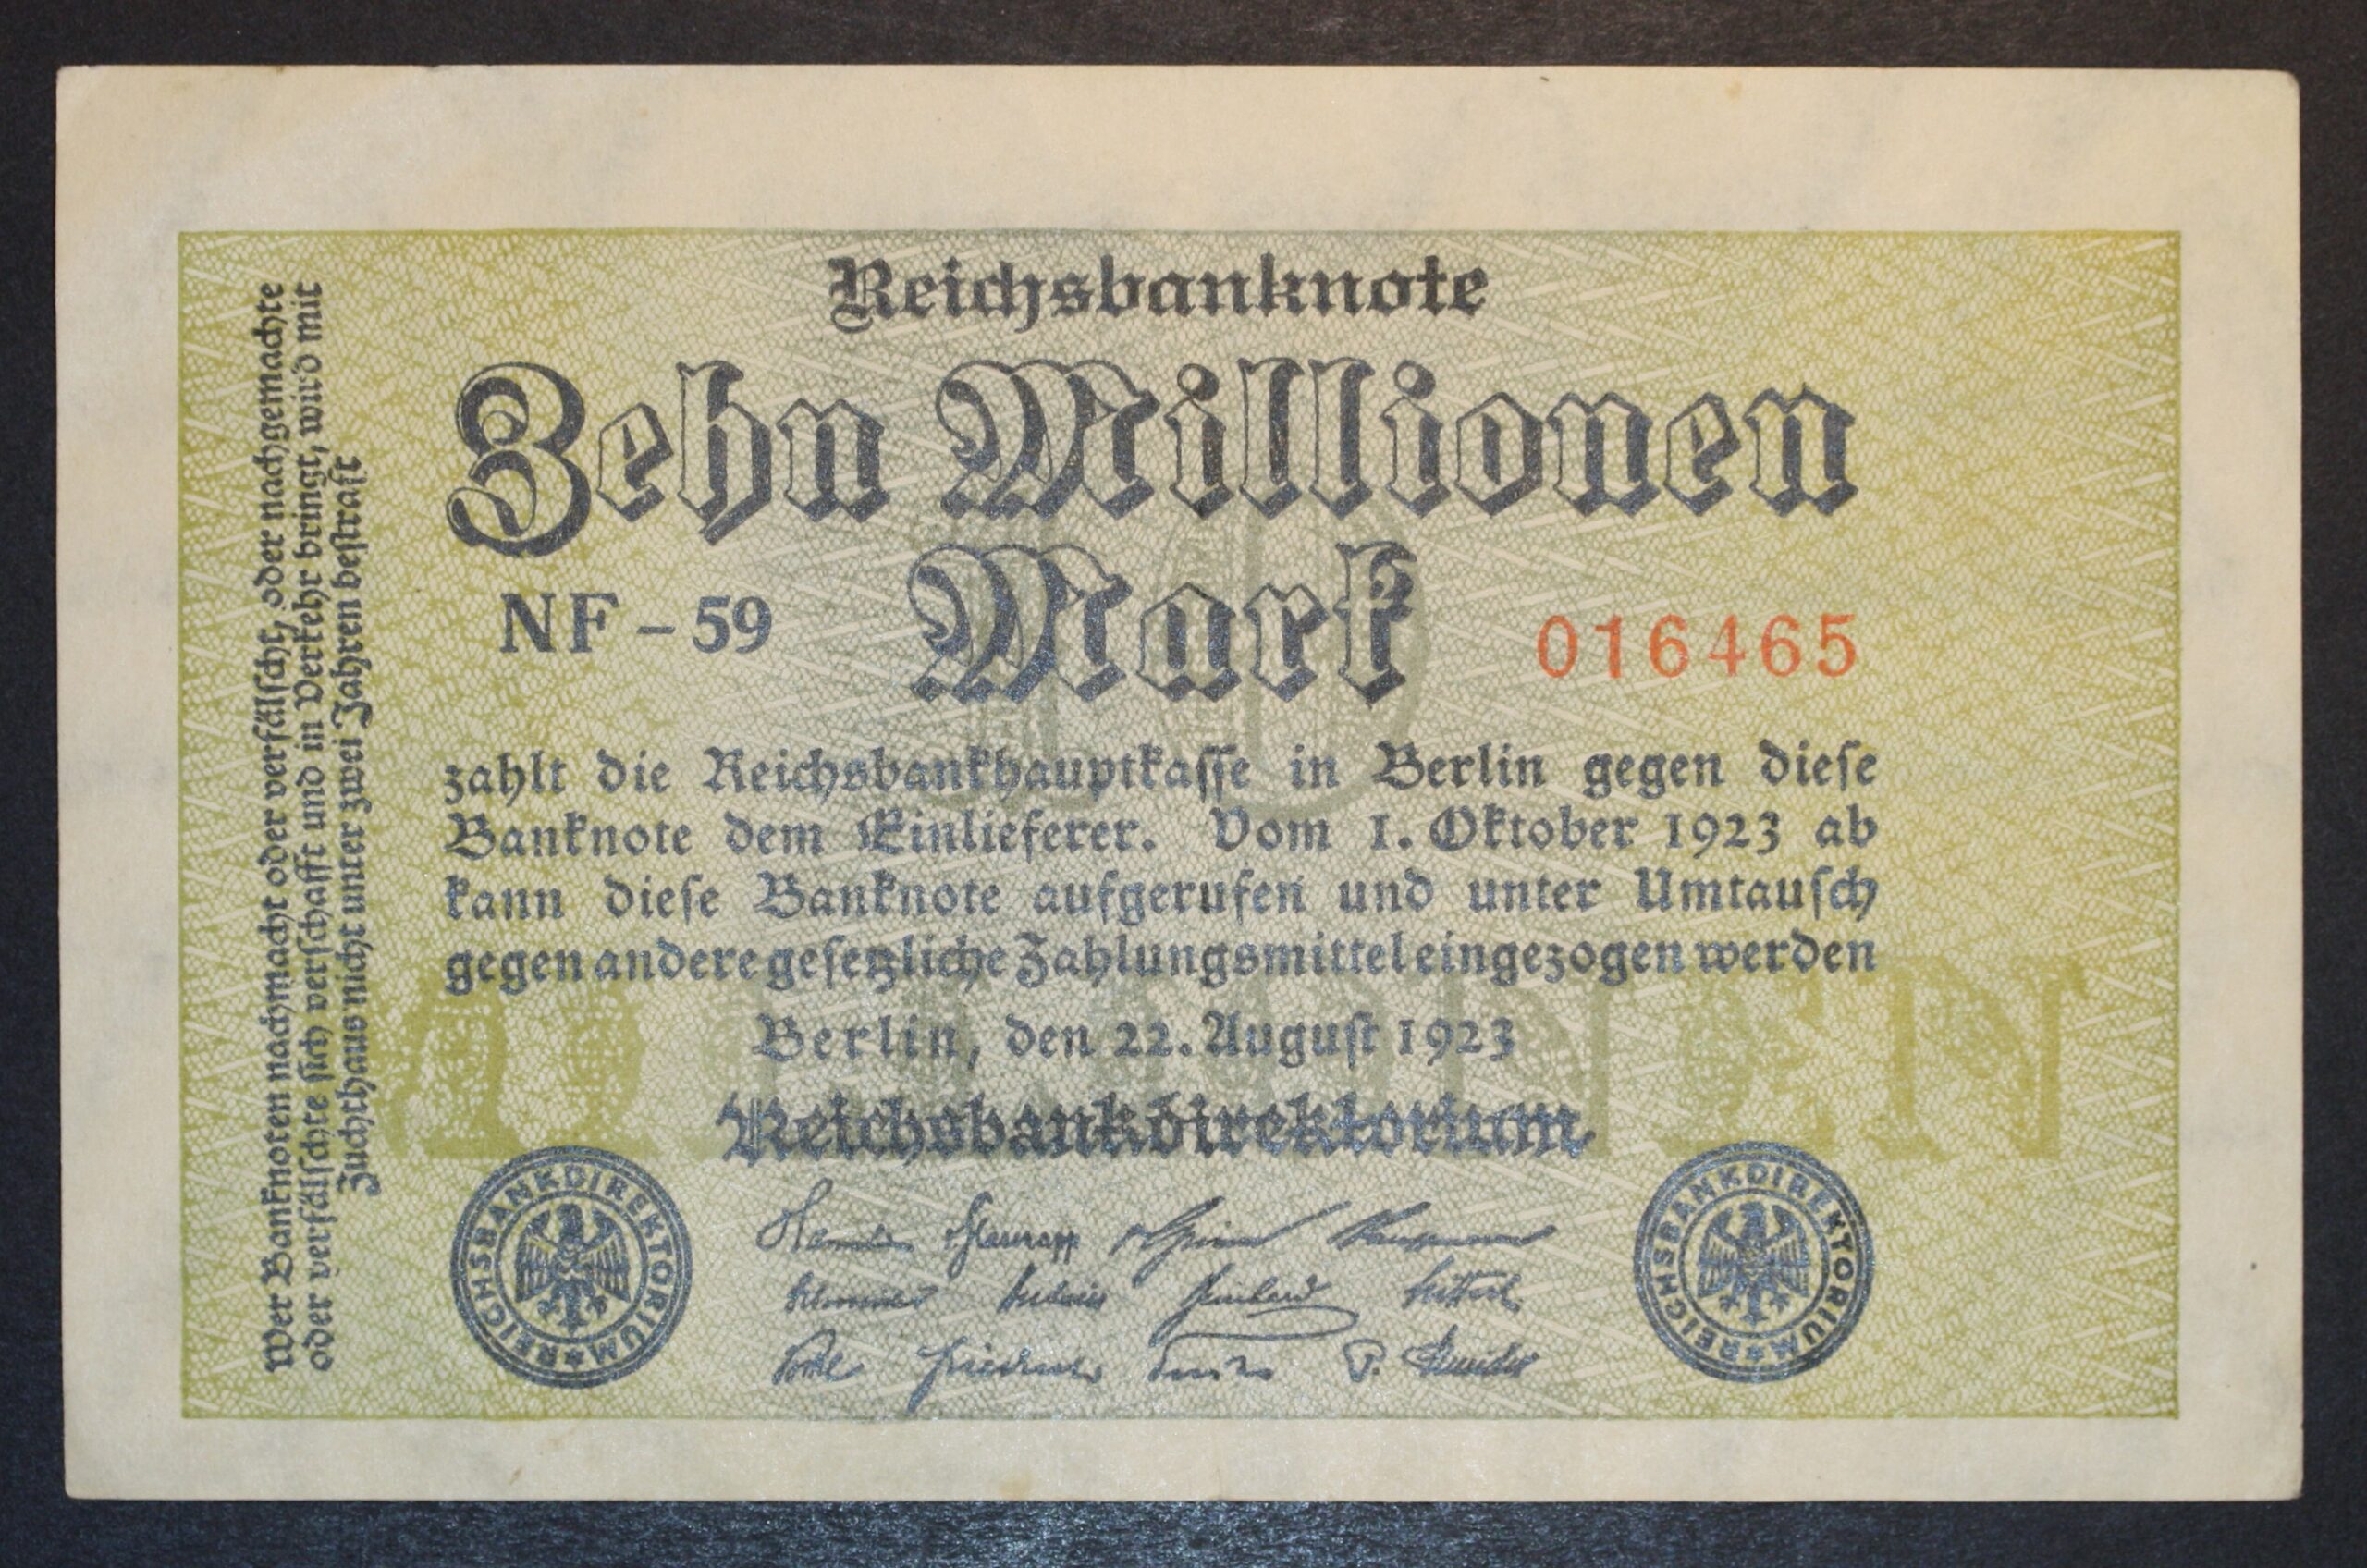 Reichsbanknote
Zehn Millionen
Mark
NF – 59
016465
zahlt die Reichsbankhauptkasse in Berlin gegen diese
Banknote dem Einlieferer. Vom 1. Oktober 1923 ab
kann diese Banknote aufgerufen und unter Umtausch
gegen andere gesetzliche Zahlungsmittel eingezogen werden
Berlin, den 22. August 1923
Reichsbankdirektorium
REICHSBANKDIREKTORIUM
REICHSBANKDIREKTORIUM
Wer Banknoten nachmacht oder verfälscht, oder nachgemachte
oder verfälschte sich verschafft und in Verkehr bringt, wird mit
Zuchthaus nicht unter zwei Jahren bestraft
10
MILLIONEN